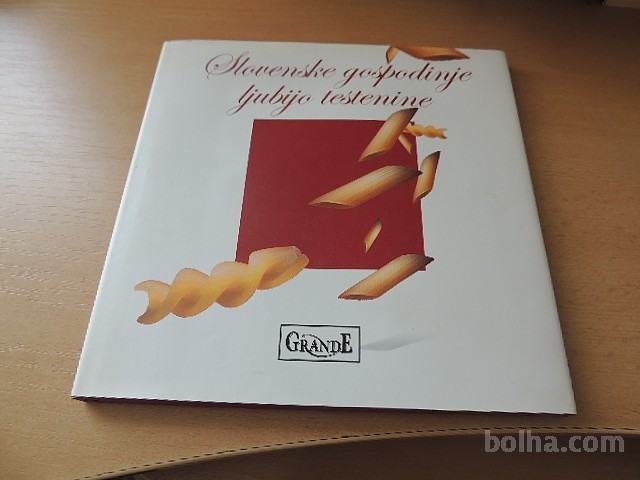 Slovenske gospodinje
ljubijo testenine
GRANDE
bolha.com